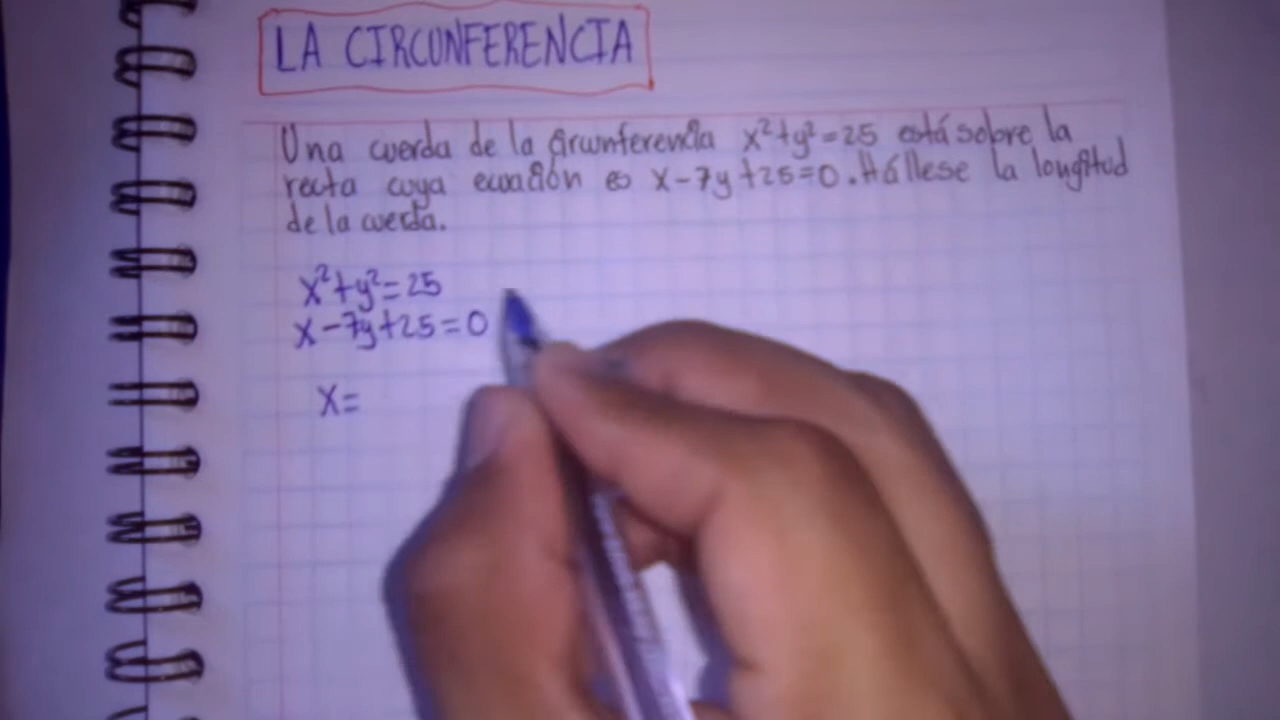 LA CIRCUNFERENCIA
Una cuerda de la circunferencia x²+y²=25 está sobre la
recta cuya ecuación es x-7y+25=0. Hállese la longitud
de la cuerda.
x²+y²=25
x-7y+25=0
x=